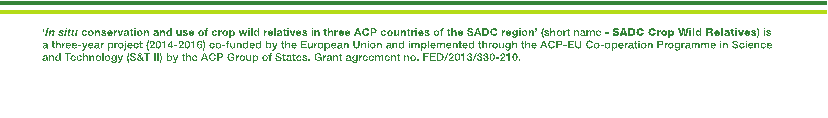 'In situ conservation and use of crop wild relatives in three ACP countries of the SADC region' (short name - SADC Crop Wild Relatives) is
a three-year project (2014-2016) co-funded by the European Union and implemented through the ACP-EU Co-operation Programme in Science
and Technology (S&T II) by the ACP Group of States. Grant agreement no. FED/2013/330-210.